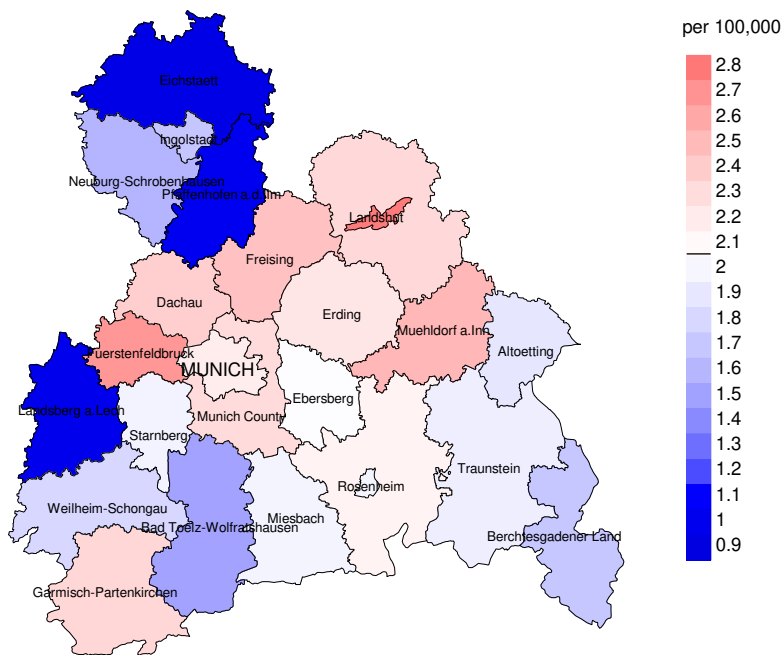 per 100,000
2.8
2.7
2.6
2.5
2.4
2.3
2.2
2.1
2
1.9
1.8
1.7
1.6
1.5
1.4
1.3
1.2
1.1
1
0.9
Eichstaett
Ingolstadt
Neuburg-Schrobenhausen
Pfaffenhofen a.d.Ilm
Landshut
Freising
Dachau
Erding
Muehldorf a.Inn
Fuerstenfeldbruck
Altoetting
MUNICH
Ebersberg
Landsberg a.Lech
Munich County
Starnberg
Traunstein
Rosenheim
Weilheim-Schongau
Miesbach
Bad Toelz-Wolfratshausen
Berchtesgadener Land
Garmisch-Partenkirchen